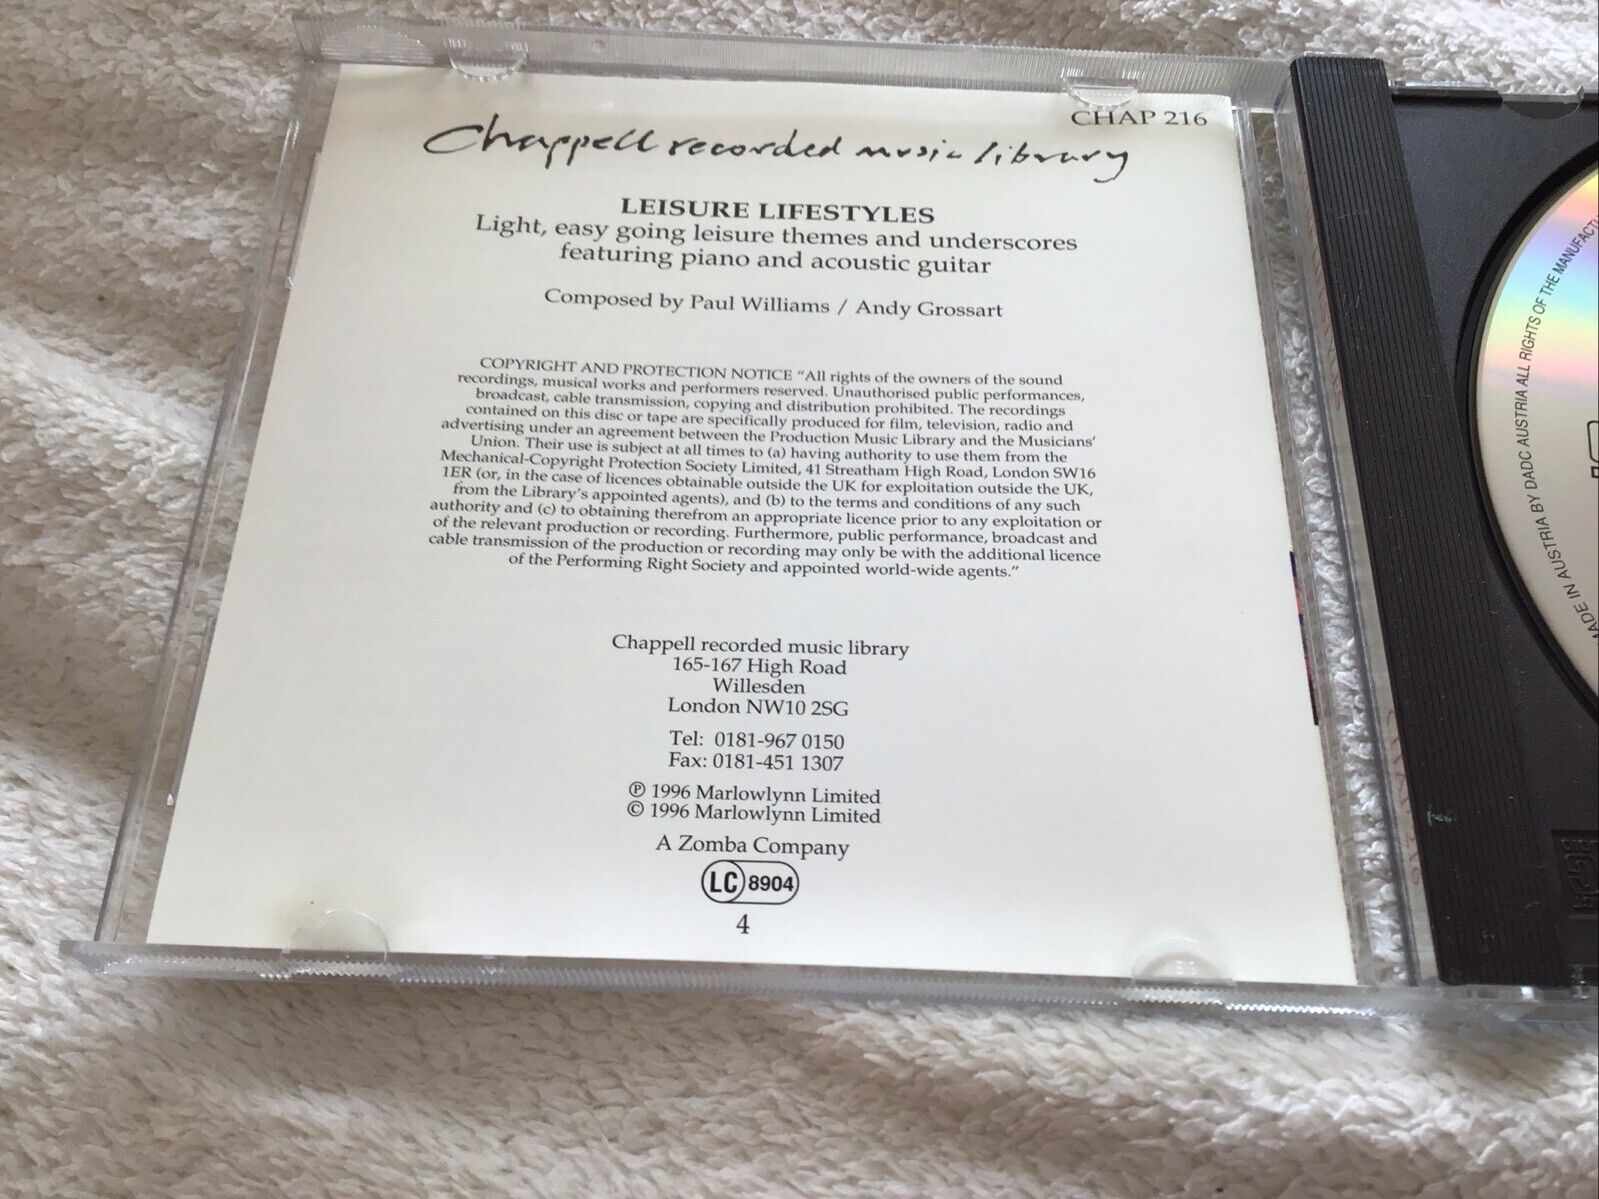 CHAP 216
Chappell recorded music library
LEISURE LIFESTYLES
Light, easy going leisure themes and underscores
featuring piano and acoustic guitar
Composed by Paul Williams / Andy Grossart
COPYRIGHT AND PROTECTION NOTICE "All rights of the owners of the sound
recordings, musical works and performers reserved. Unauthorised public performances,
broadcast, cable transmission, copying and distribution prohibited. The recordings
contained on this disc or tape are specifically produced for film, television, radio and
advertising under an agreement between the Production Music Library and the Musicians'
Union. Their use is subject at all times to (a) having authority to use them from the
Mechanical-Copyright Protection Society Limited, 41 Streatham High Road, London SW16
1ER (or, in the case of licences obtainable outside the UK for exploitation outside the UK,
from the Library's appointed agents), and (b) to the terms and conditions of any such
authority and (c) to obtaining therefrom an appropriate licence prior to any exploitation or
of the relevant production or recording. Furthermore, public performance, broadcast and
cable transmission of the production or recording may only be with the additional licence
of the Performing Right Society and appointed world-wide agents."
Chappell recorded music library
165-167 High Road
Willesden
London NW10 2SG
Tel: 0181-967 0150
Fax: 0181-451 1307
℗ 1996 Marlowlynn Limited
© 1996 Marlowlynn Limited
A Zomba Company
LC 8904
4
MADE IN AUSTRIA BY DADC AUSTRIA ALL RIGHTS OF THE